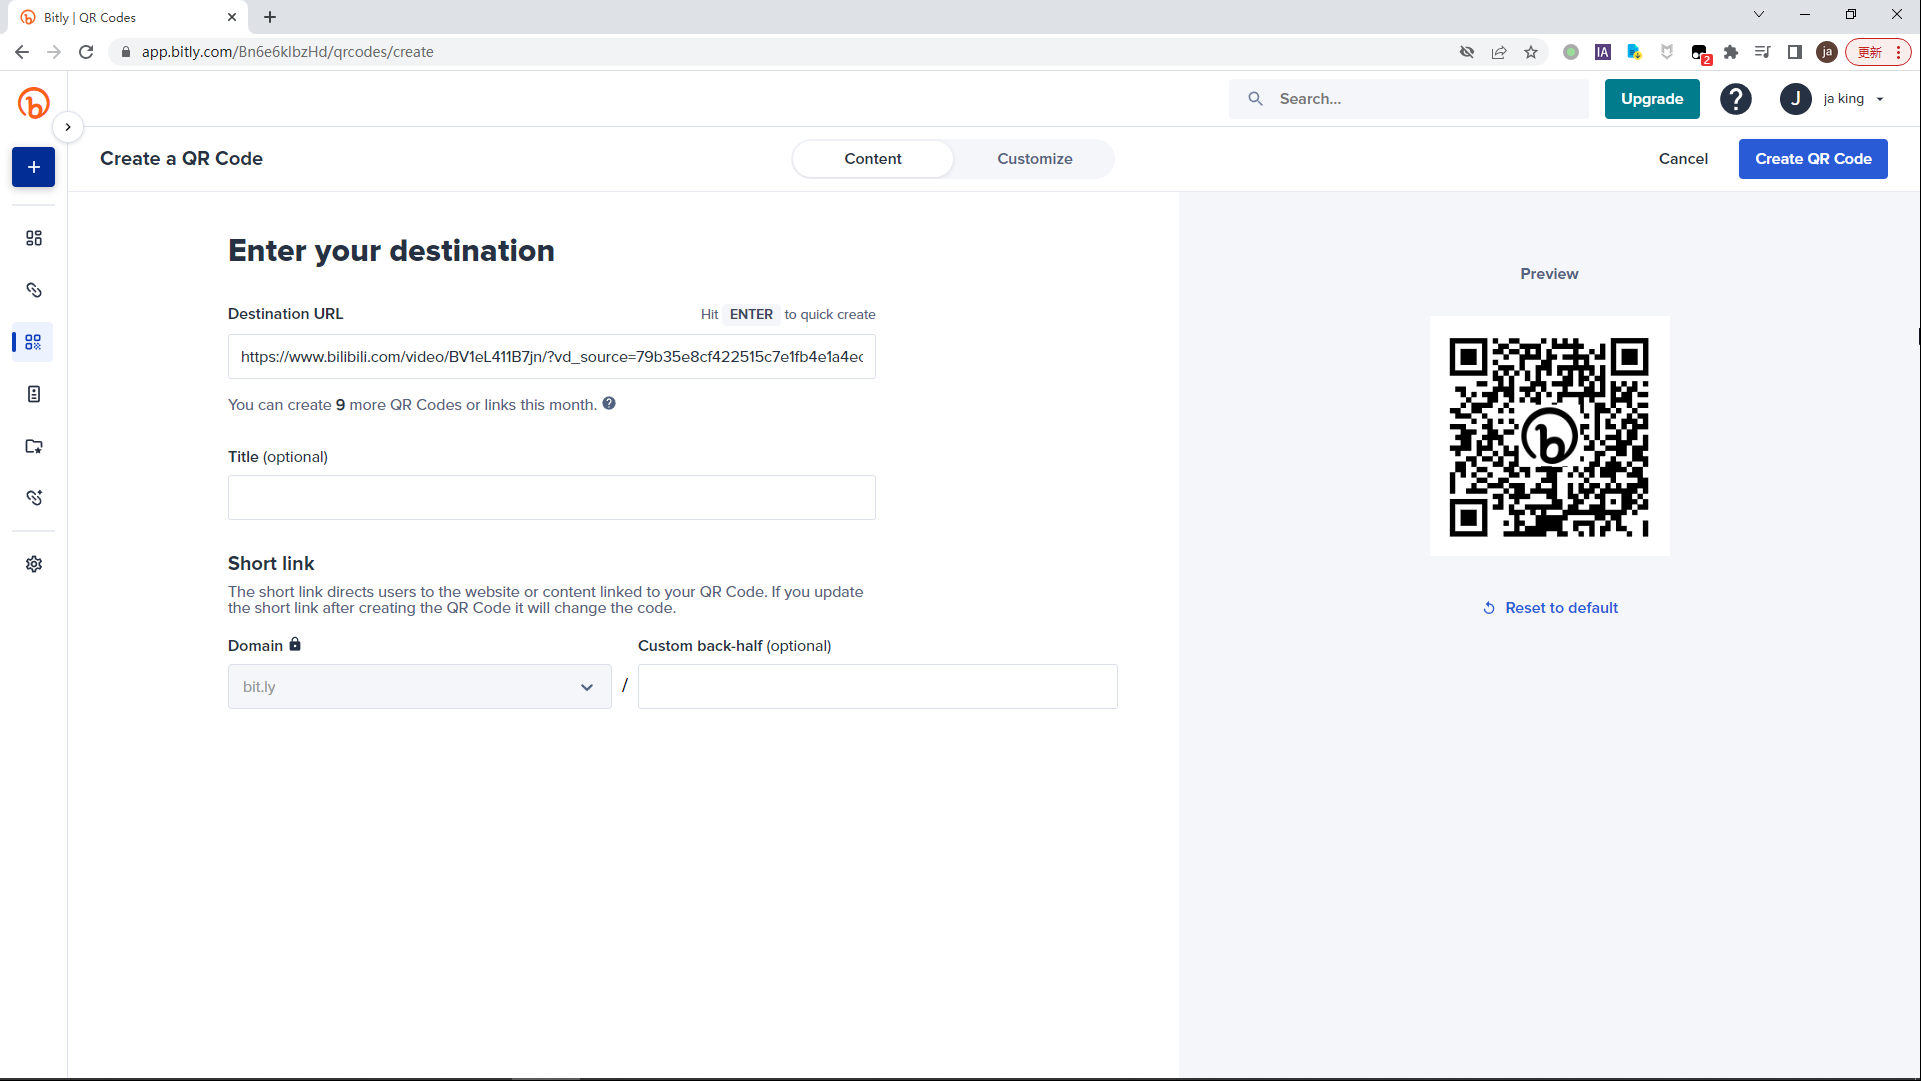 Bitly | QR Codes
app.bitly.com/Bn6e6klbzHd/qrcodes/create
IA
2
ja
更新
Search...
Upgrade
?
J
ja king
Create a QR Code
Content
Customize
Cancel
Create QR Code
Enter your destination
Preview
Destination URL
Hit ENTER to quick create
https://www.bilibili.com/video/BV1eL411B7jn/?vd_source=79b35e8cf422515c7e1fb4e1a4ec
You can create 9 more QR Codes or links this month. ?
Title (optional)
Short link
The short link directs users to the website or content linked to your QR Code. If you update
the short link after creating the QR Code it will change the code.
Reset to default
Domain
Custom back-half (optional)
bit.ly
/